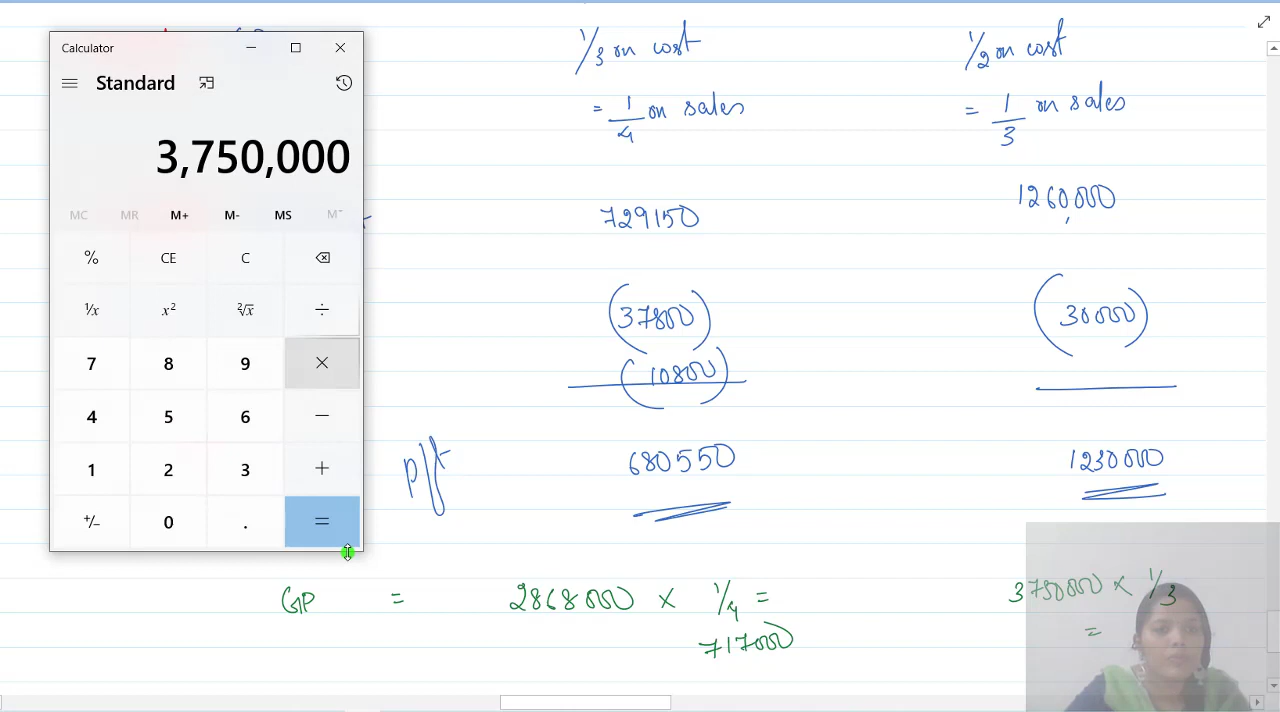 Calculator
Standard
3,750,000
MC MR M+ M- MS M˅
% CE C
¹/x x² ²√x ÷
7 8 9 ×
4 5 6 −
1 2 3 +
+/− 0 . =
1/3 on cost
= 1/4 on sales
729150
(37800)
(10800)
680550
1/2 on cost
= 1/3 on sales
1260,000
(30000)
1230000
GP = 2868000 × 1/4 =
717000
3750000 × 1/3
=